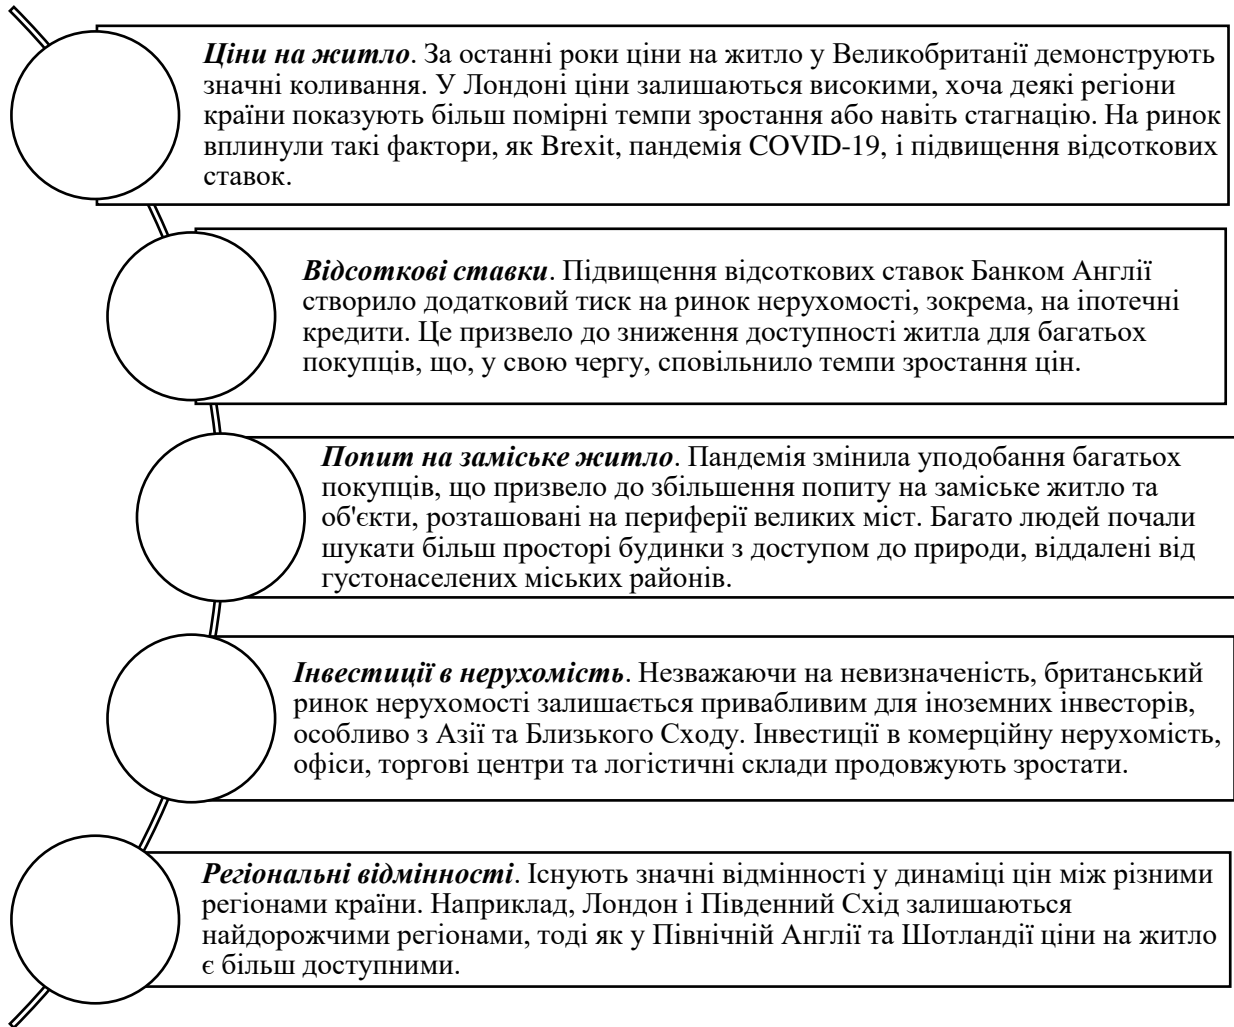 Ціни на житло. За останні роки ціни на житло у Великобританії демонструють
значні коливання. У Лондоні ціни залишаються високими, хоча деякі регіони
країни показують більш помірні темпи зростання або навіть стагнацію. На ринок
вплинули такі фактори, як Brexit, пандемія COVID-19, і підвищення відсоткових
ставок.
Відсоткові ставки. Підвищення відсоткових ставок Банком Англії
створило додатковий тиск на ринок нерухомості, зокрема, на іпотечні
кредити. Це призвело до зниження доступності житла для багатьох
покупців, що, у свою чергу, сповільнило темпи зростання цін.
Попит на заміське житло. Пандемія змінила уподобання багатьох
покупців, що призвело до збільшення попиту на заміське житло та
об'єкти, розташовані на периферії великих міст. Багато людей почали
шукати більш просторі будинки з доступом до природи, віддалені від
густонаселених міських районів.
Інвестиції в нерухомість. Незважаючи на невизначеність, британський
ринок нерухомості залишається привабливим для іноземних інвесторів,
особливо з Азії та Близького Сходу. Інвестиції в комерційну нерухомість,
офіси, торгові центри та логістичні склади продовжують зростати.
Регіональні відмінності. Існують значні відмінності у динаміці цін між різними
регіонами країни. Наприклад, Лондон і Південний Схід залишаються
найдорожчими регіонами, тоді як у Північній Англії та Шотландії ціни на житло
є більш доступними.